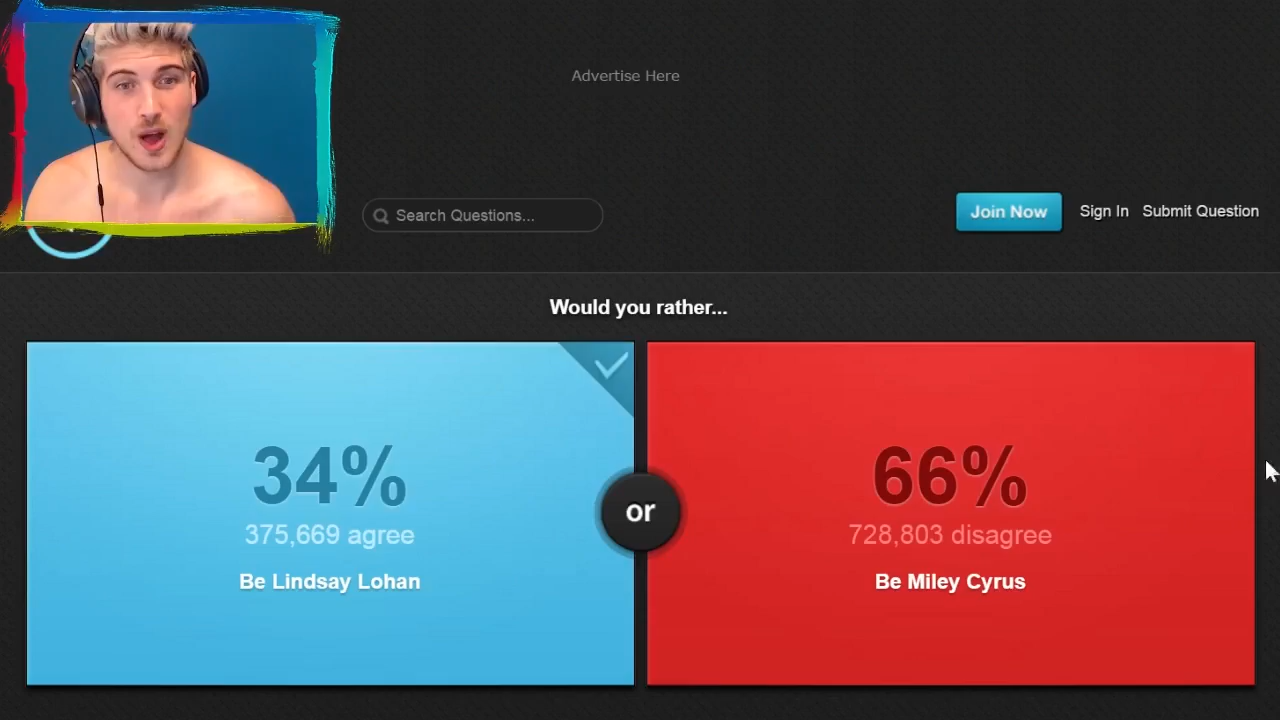 Advertise Here
Search Questions...
Join Now
Sign In
Submit Question
Would you rather...
34%
375,669 agree
Be Lindsay Lohan
or
66%
728,803 disagree
Be Miley Cyrus